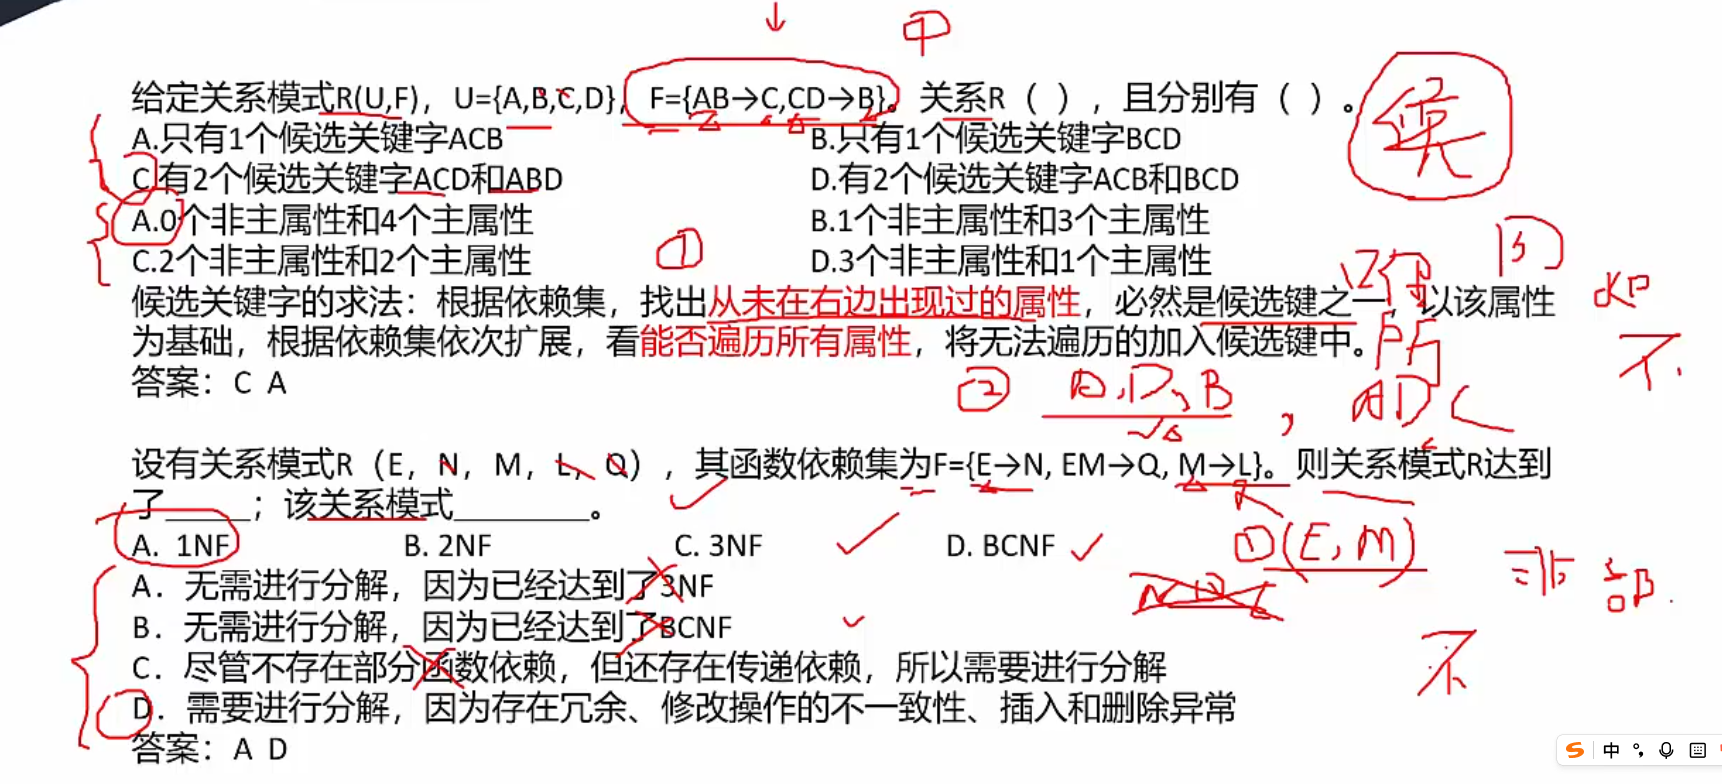 给定关系模式R(U,F)，U={A,B,C,D}，F={AB→C,CD→B}。关系R（ ），且分别有（ ）。
A.只有1个候选关键字ACB B.只有1个候选关键字BCD
C.有2个候选关键字ACD和ABD D.有2个候选关键字ACB和BCD
A.0个非主属性和4个主属性 B.1个非主属性和3个主属性
C.2个非主属性和2个主属性 D.3个非主属性和1个主属性
候选关键字的求法：根据依赖集，找出从未在右边出现过的属性，必然是候选键之一，以该属性
为基础，根据依赖集依次扩展，看能否遍历所有属性，将无法遍历的加入候选键中。
答案：C A
① ② A,D,B , ADC
设有关系模式R（E，N，M，L，Q），其函数依赖集为F={E→N, EM→Q, M→L}。则关系模式R达到
了_____；该关系模式________。
A. 1NF B. 2NF C. 3NF D. BCNF
①(E,M) 非 部
A．无需进行分解，因为已经达到了3NF
B．无需进行分解，因为已经达到了BCNF
C．尽管不存在部分函数依赖，但还存在传递依赖，所以需要进行分解
不
D．需要进行分解，因为存在冗余、修改操作的不一致性、插入和删除异常
答案：A D
中